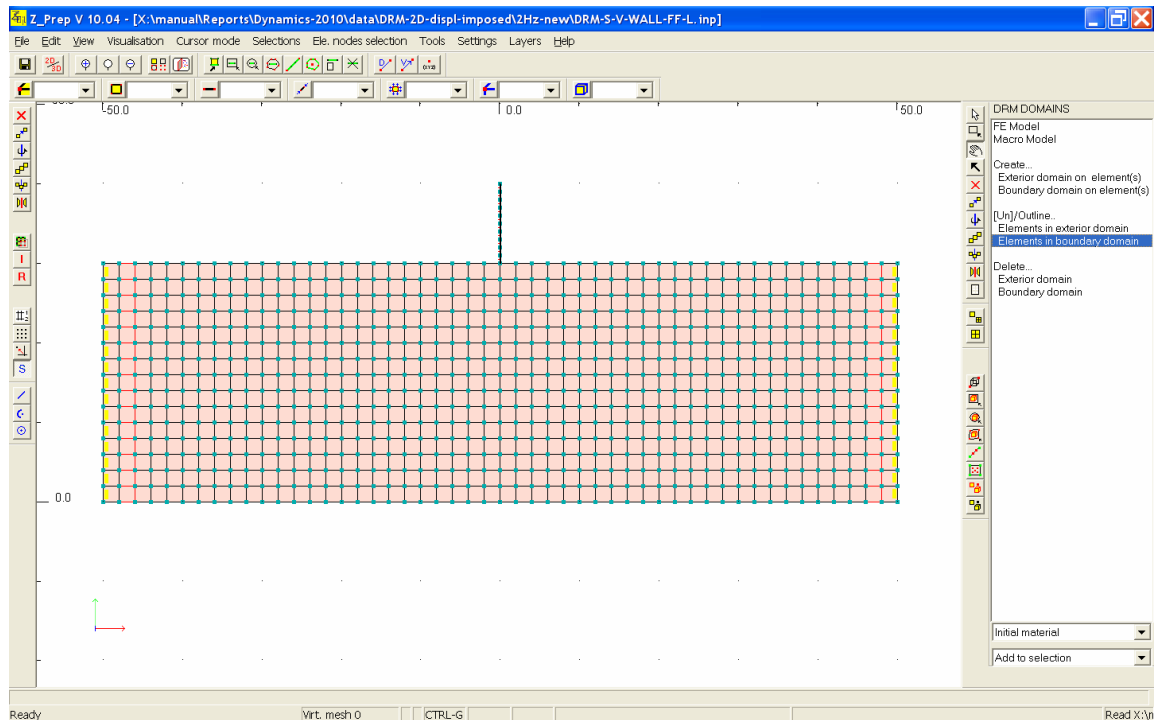 Z_Prep V 10.04 - [X:\manual\Reports\Dynamics-2010\data\DRM-2D-displ-imposed\2Hz-new\DRM-S-V-WALL-FF-L.inp]
File Edit View Visualisation Cursor mode Selections Ele. nodes selection Tools Settings Layers Help
2D/3D
(XYZ)
-50.0 0.0 50.0
DRM DOMAINS
FE Model
Macro Model
Create...
Exterior domain on element(s)
Boundary domain on element(s)
[Un]/Outline..
Elements in exterior domain
Elements in boundary domain
Delete...
Exterior domain
Boundary domain
I
R
S
0.0
Initial material
Add to selection
Ready Virt. mesh 0 CTRL-G Read X:\m